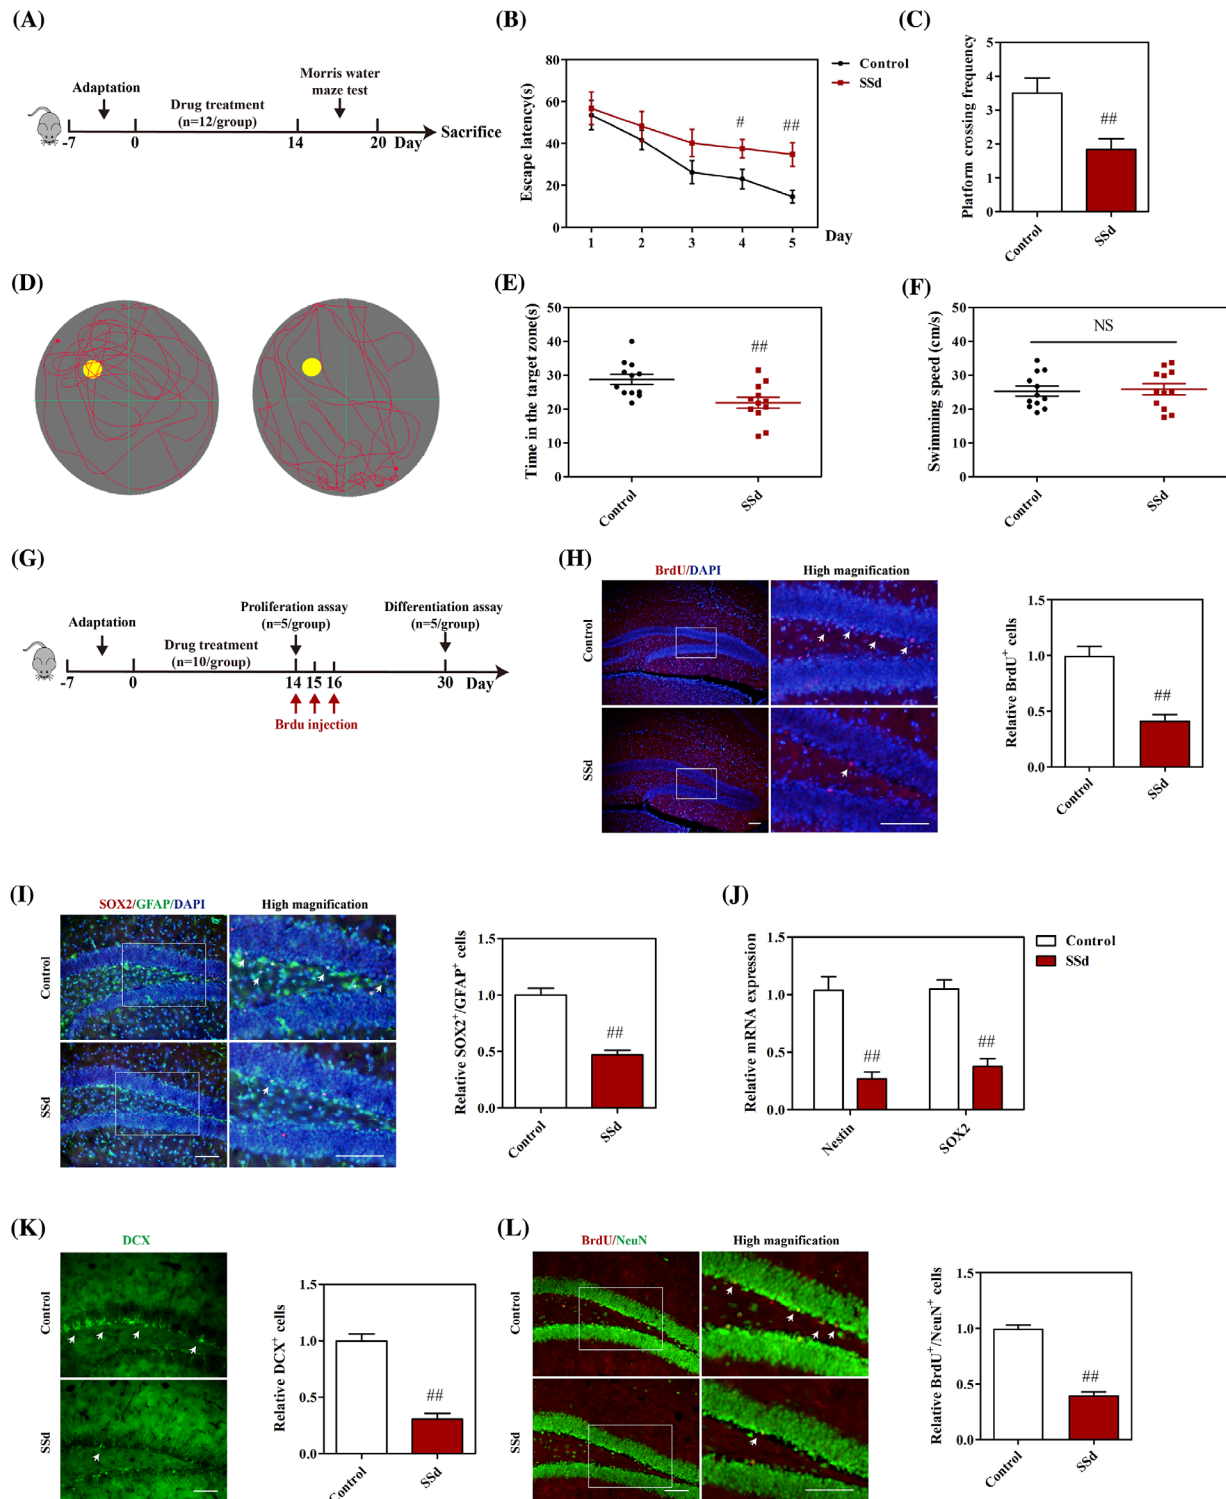 (A)
Adaptation
Drug treatment
(n=12/group)
Morris water
maze test
-7
0
14
20
Day
Sacrifice
(B)
Escape latency(s)
80
60
40
20
0
1
2
3
4
5
Day
#
##
Control
SSd
(C)
Platform crossing frequency
5
4
3
2
1
0
##
Control
SSd
(D)
(E)
Time in the target zone(s)
50
40
30
20
10
0
##
Control
SSd
(F)
Swimming speed (cm/s)
50
40
30
20
10
0
NS
Control
SSd
(G)
Adaptation
Drug treatment
(n=10/group)
Proliferation assay
(n=5/group)
Differentiation assay
(n=5/group)
-7
0
14
15
16
30
Day
Brdu injection
(H)
BrdU/DAPI
High magnification
Control
SSd
Relative BrdU+ cells
1.5
1.0
0.5
0.0
##
Control
SSd
(I)
SOX2/GFAP/DAPI
High magnification
Control
SSd
Relative SOX2+/GFAP+ cells
1.5
1.0
0.5
0.0
##
Control
SSd
(J)
Relative mRNA expression
1.5
1.0
0.5
0.0
##
##
Nestin
SOX2
Control
SSd
(K)
DCX
Control
SSd
Relative DCX+ cells
1.5
1.0
0.5
0.0
##
Control
SSd
(L)
BrdU/NeuN
High magnification
Control
SSd
Relative BrdU+/NeuN+ cells
1.5
1.0
0.5
0.0
##
Control
SSd